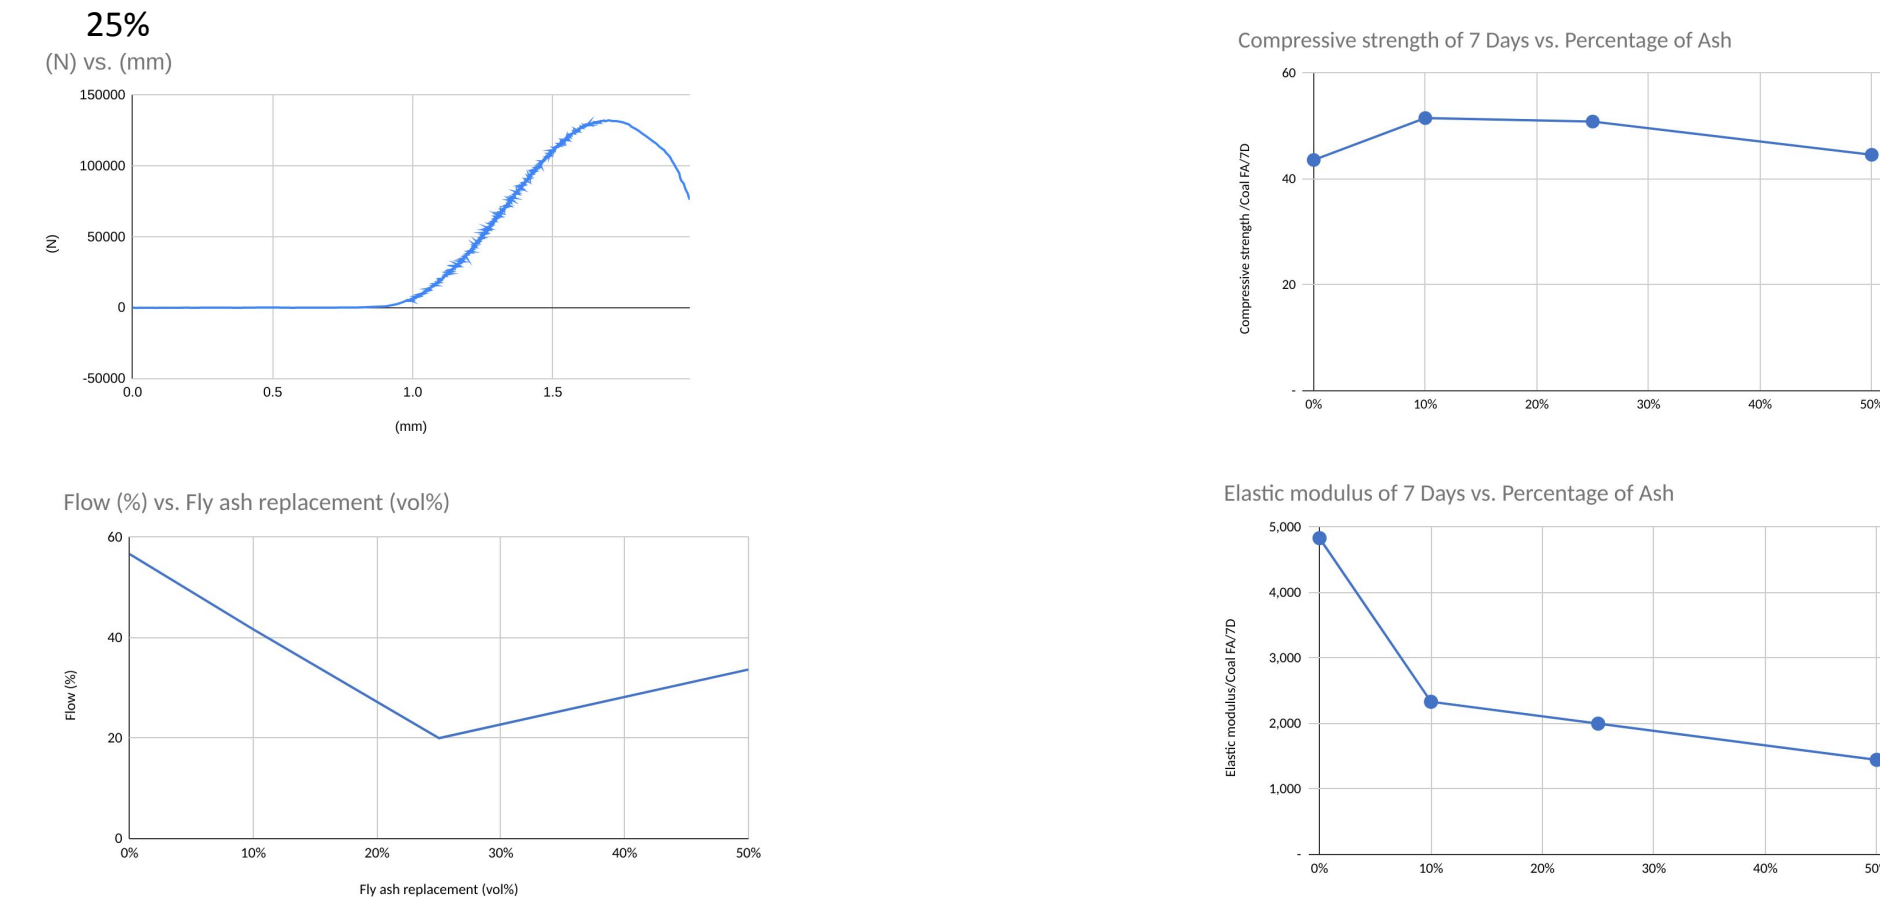 25%
(N) vs. (mm)
150000
100000
50000
0
-50000
(N)
0.0 0.5 1.0 1.5
(mm)
Compressive strength of 7 Days vs. Percentage of Ash
60
40
20
-
Compressive strength /Coal FA/7D
0% 10% 20% 30% 40% 50%
Flow (%) vs. Fly ash replacement (vol%)
60
40
20
0
Flow (%)
0% 10% 20% 30% 40% 50%
Fly ash replacement (vol%)
Elastic modulus of 7 Days vs. Percentage of Ash
5,000
4,000
3,000
2,000
1,000
-
Elastic modulus/Coal FA/7D
0% 10% 20% 30% 40% 50